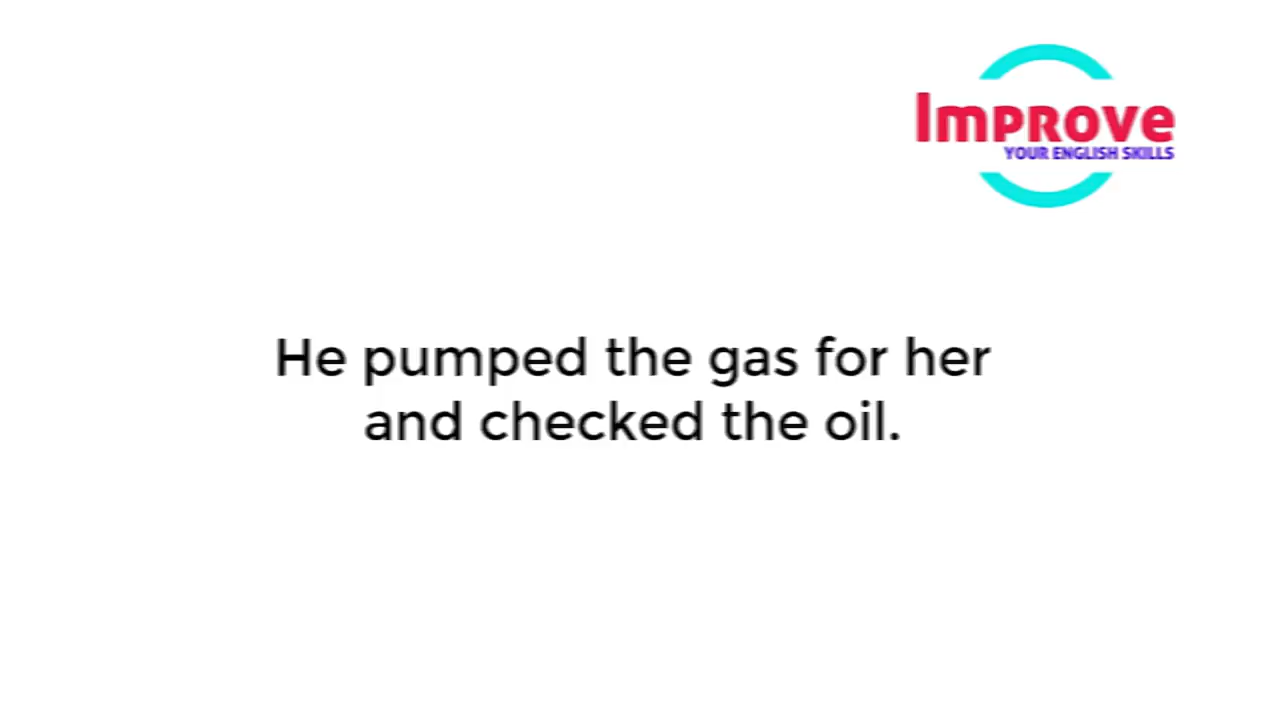 Improve
YOUR ENGLISH SKILLS
He pumped the gas for her
and checked the oil.